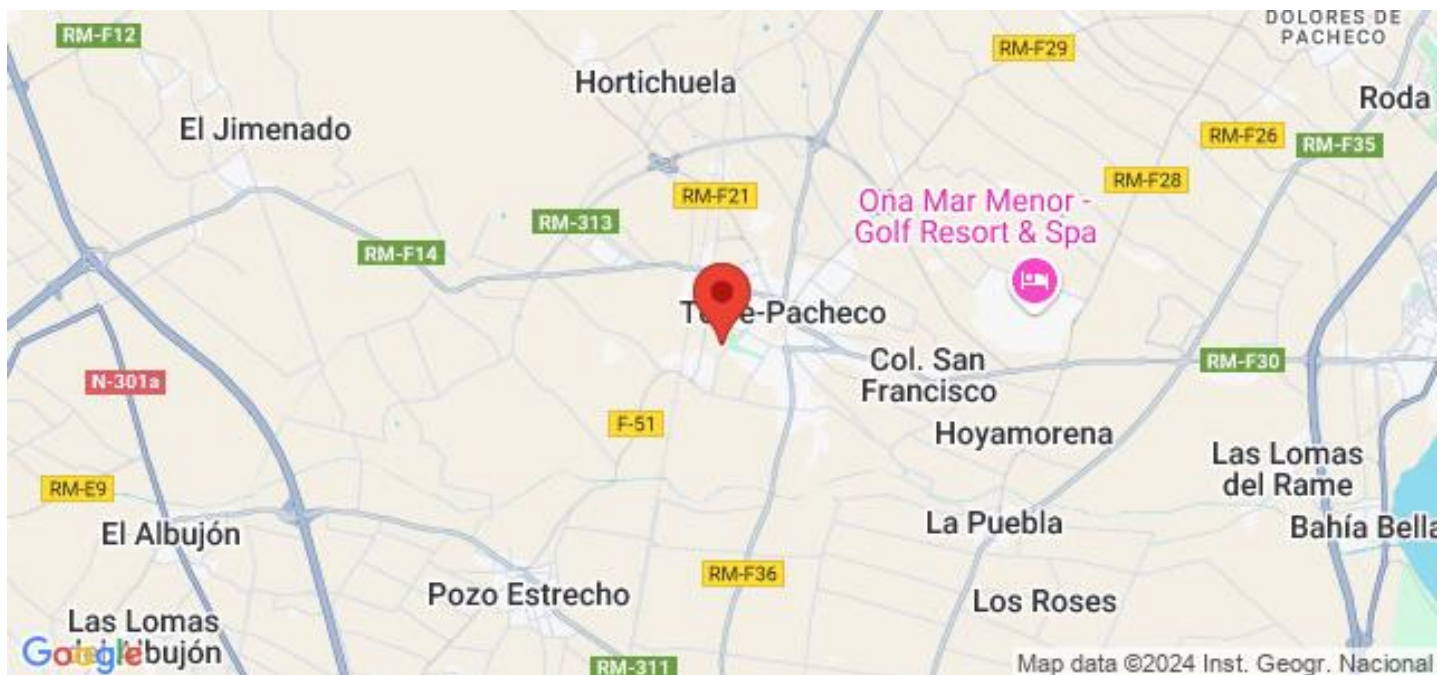 DOLORES DE
PACHECO
RM-F12
RM-F29
Hortichuela
Roda
El Jimenado
RM-F26
RM-F35
RM-F28
RM-F21
Oña Mar Menor -
Golf Resort & Spa
RM-313
RM-F14
Pacheco
Col. San
Francisco
RM-F30
N-301a
F-51
Hoyamorena
Las Lomas
del Rame
RM-E9
La Puebla
El Albujón
Bahía Bella
RM-F36
Pozo Estrecho
Los Roses
Las Lomas
Google
RM-311
Map data ©2024 Inst. Geogr. Nacional